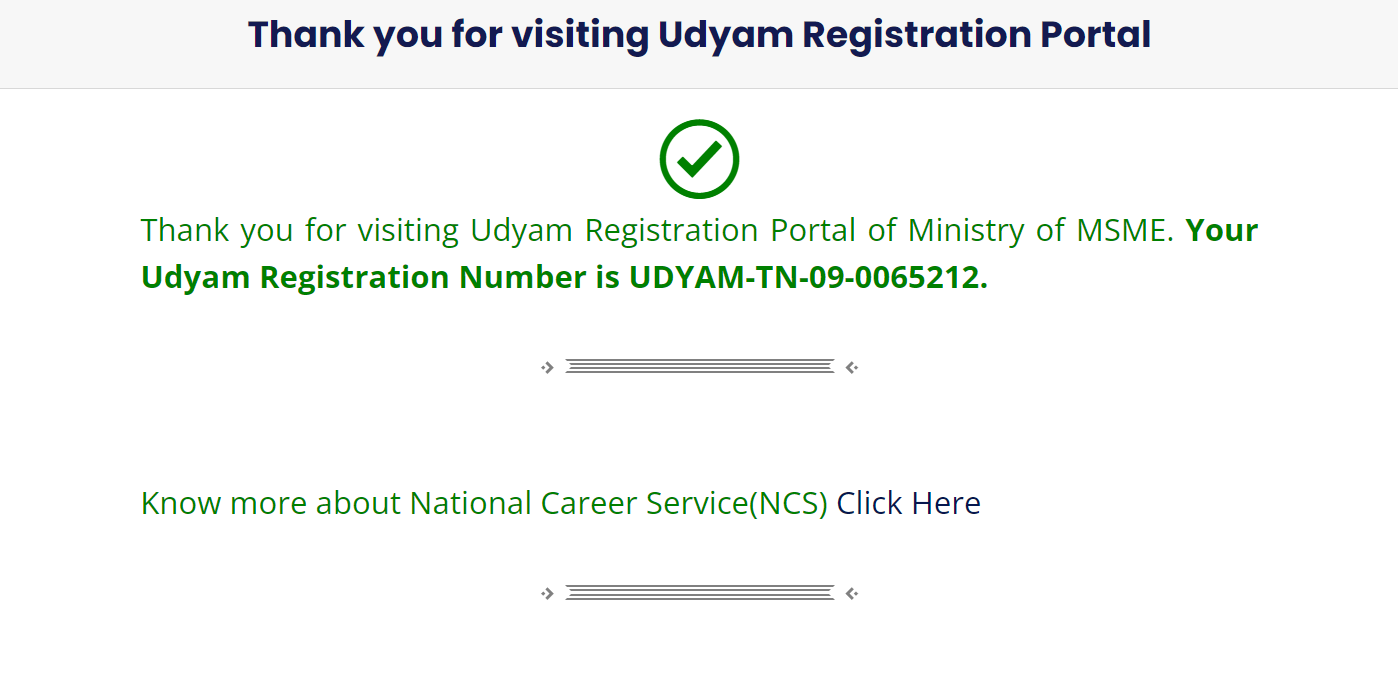 Thank you for visiting Udyam Registration Portal
Thank you for visiting Udyam Registration Portal of Ministry of MSME. Your
Udyam Registration Number is UDYAM-TN-09-0065212.
Know more about National Career Service(NCS) Click Here